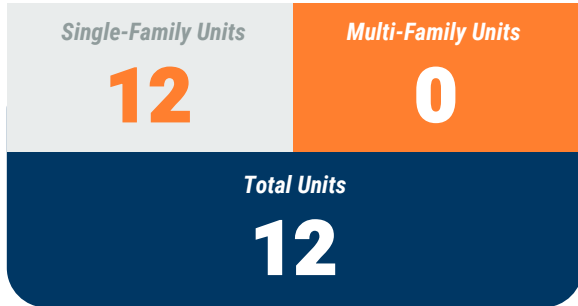 Single-Family Units
12
Multi-Family Units
0
Total Units
12